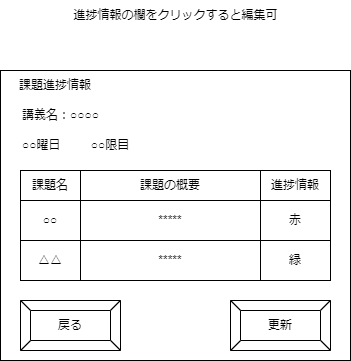 進捗情報の欄をクリックすると編集可
課題進捗情報
講義名：○○○○
○○曜日 ○○限目
課題名 課題の概要 進捗情報
○○ ***** 赤
△△ ***** 緑
戻る 更新